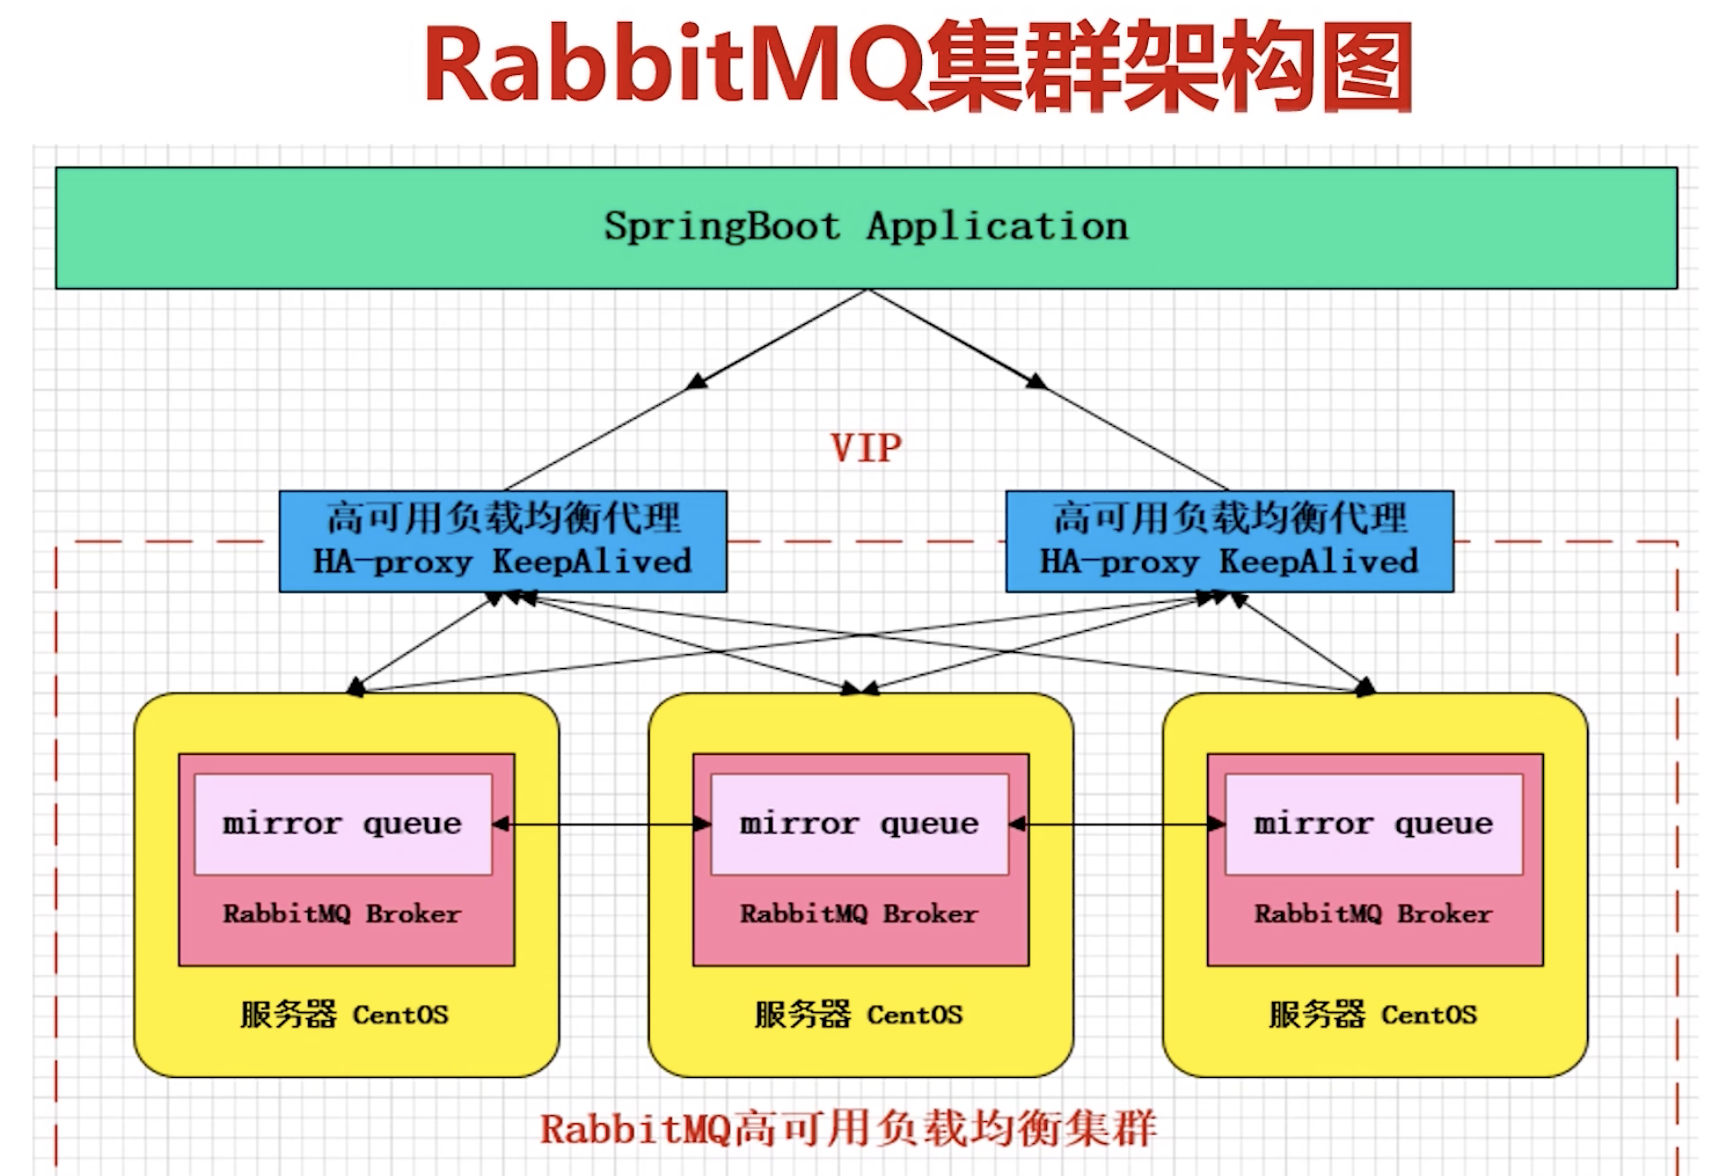 RabbitMQ集群架构图
SpringBoot Application
VIP
高可用负载均衡代理
HA-proxy KeepAlived
高可用负载均衡代理
HA-proxy KeepAlived
mirror queue
RabbitMQ Broker
服务器 CentOS
mirror queue
RabbitMQ Broker
服务器 CentOS
mirror queue
RabbitMQ Broker
服务器 CentOS
RabbitMQ高可用负载均衡集群